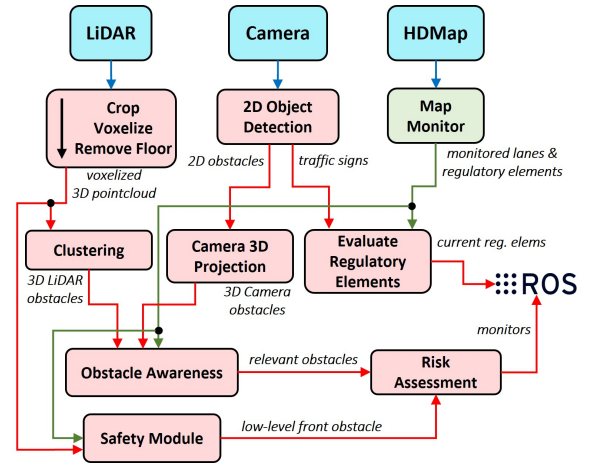 LiDAR
Camera
HDMap
Crop
Voxelize
Remove Floor
2D Object
Detection
Map
Monitor
2D obstacles
traffic signs
monitored lanes &
regulatory elements
voxelized
3D pointcloud
Clustering
Camera 3D
Projection
Evaluate
Regulatory
Elements
current reg. elems
ROS
3D LiDAR
obstacles
3D Camera
obstacles
monitors
Obstacle Awareness
relevant obstacles
Risk
Assessment
Safety Module
low-level front obstacle